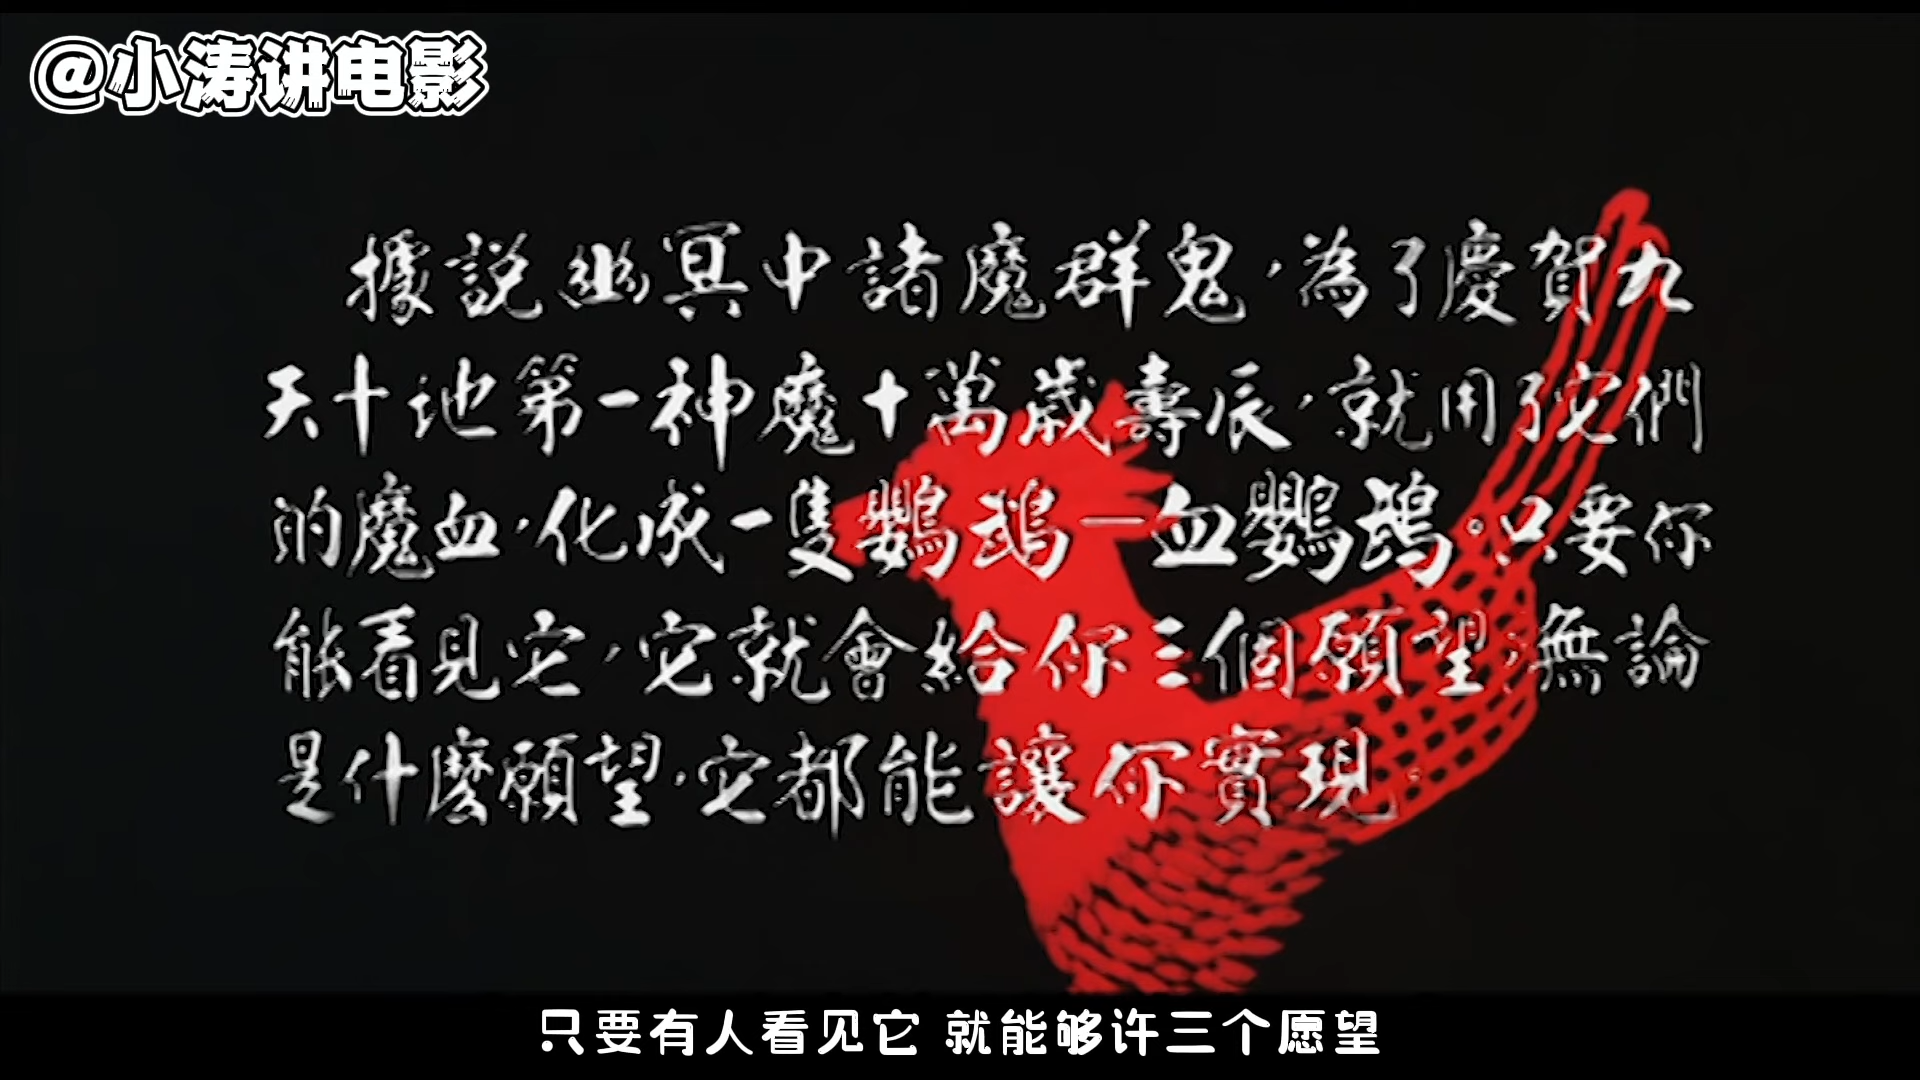 @小涛讲电影
據説幽冥中諸魔群鬼，為了慶賀九
天十地第一神魔十萬歲壽辰，就用了它們
的魔血，化成一隻鸚鵡—血鸚鵡。只要你
能看見它，它就會給你三個願望，無論
是什麽願望，它都能讓你實現。
只要有人看见它 就能够许三个愿望